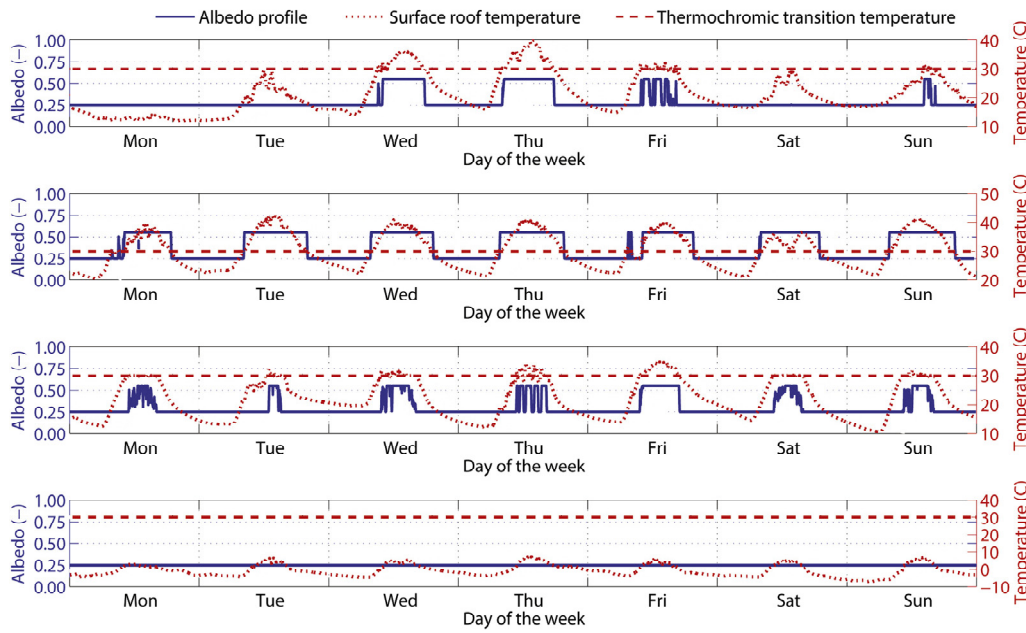 Albedo profile Surface roof temperature Thermochromic transition temperature
1.00 0.75 0.50 0.25 0.00
Albedo (–)
40 30 20 10
Temperature (C)
Mon Tue Wed Thu Fri Sat Sun
Day of the week
1.00 0.75 0.50 0.25 0.00
Albedo (–)
50 40 30 20
Temperature (C)
Mon Tue Wed Thu Fri Sat Sun
Day of the week
1.00 0.75 0.50 0.25 0.00
Albedo (–)
40 30 20 10
Temperature (C)
Mon Tue Wed Thu Fri Sat Sun
Day of the week
1.00 0.75 0.50 0.25 0.00
Albedo (–)
40 30 20 10 0 −10
Temperature (C)
Mon Tue Wed Thu Fri Sat Sun
Day of the week